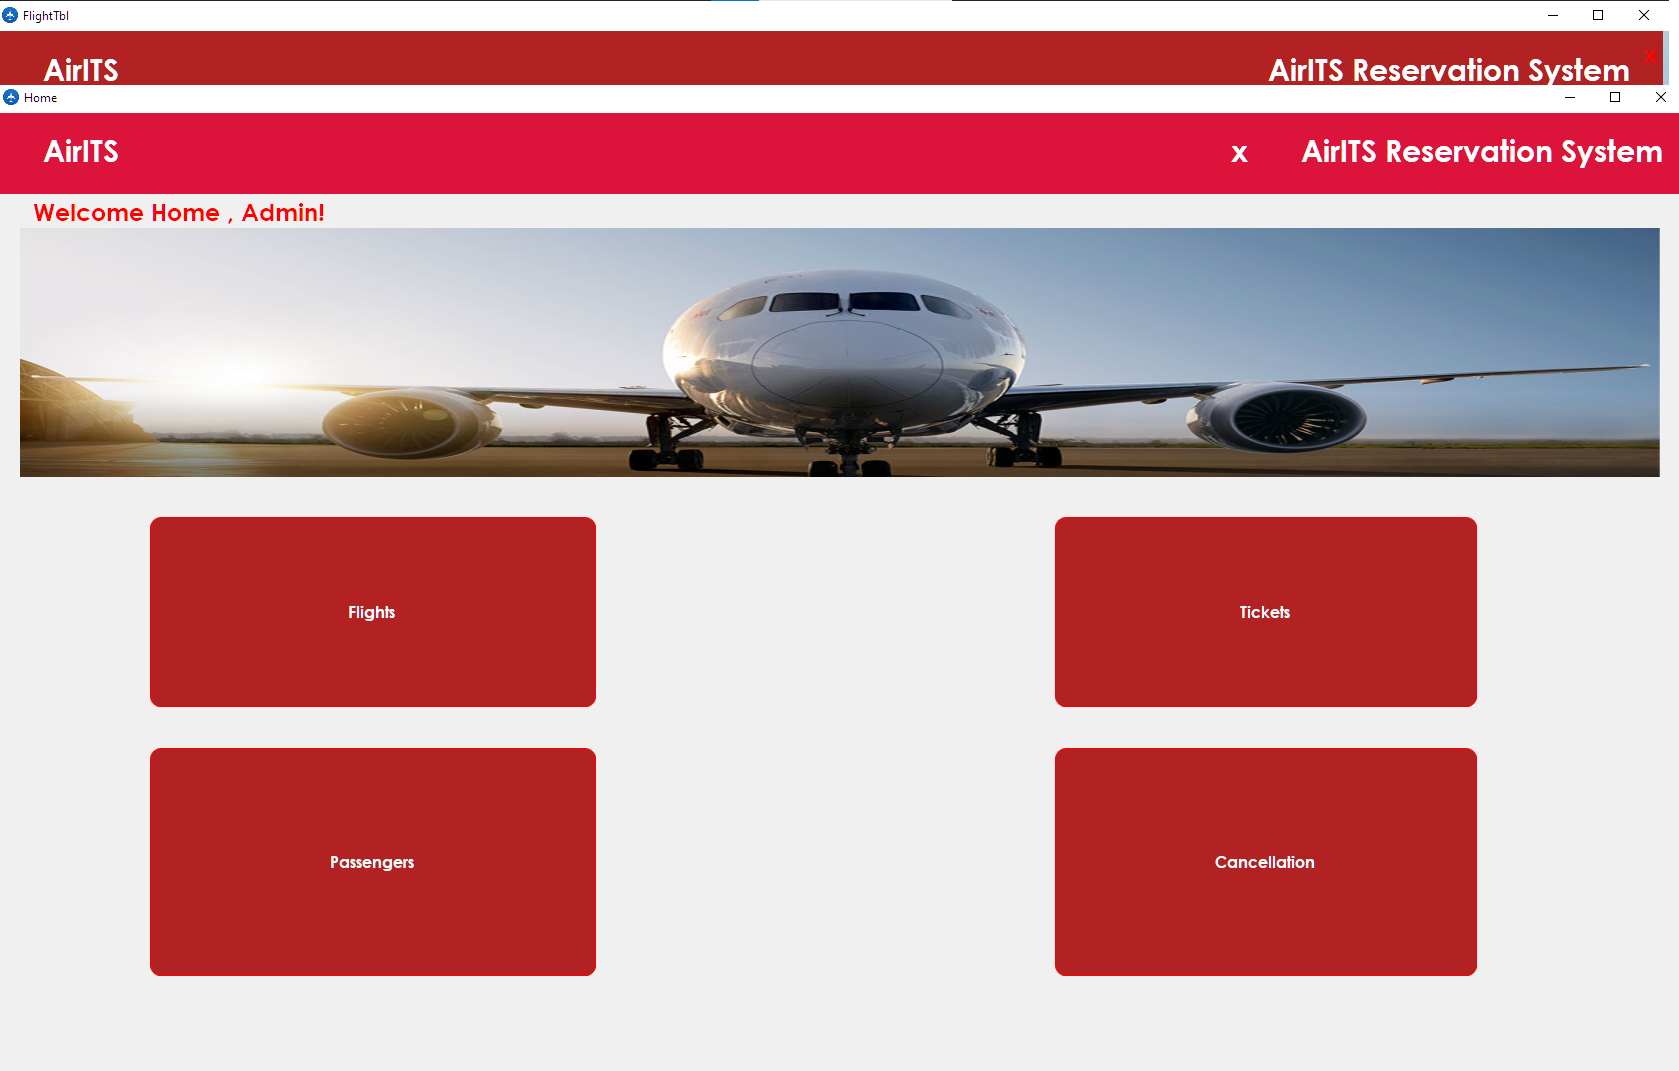 FlightTbl
AirITS
AirITS Reservation System
X
Home
AirITS
x
AirITS Reservation System
Welcome Home , Admin!
Flights
Tickets
Passengers
Cancellation